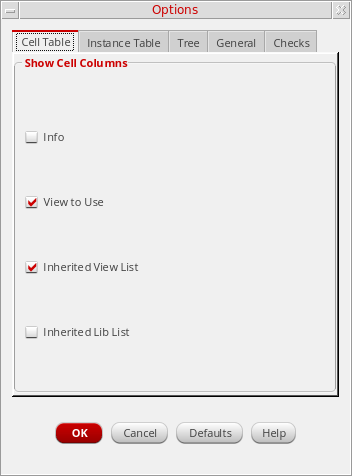 Options
Cell Table Instance Table Tree General Checks
Show Cell Columns
Info
View to Use
Inherited View List
Inherited Lib List
OK Cancel Defaults Help